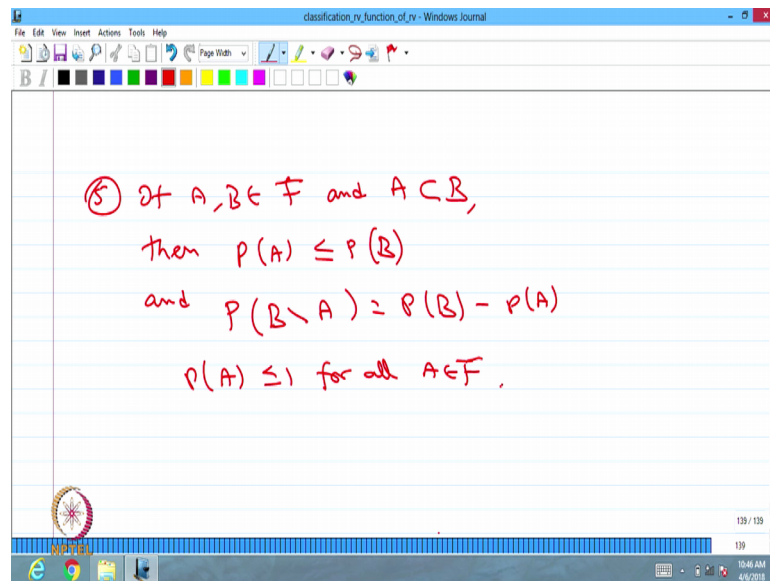 classification_rv_function_of_rv - Windows Journal
File Edit View Insert Actions Tools Help
Page Width
B I
⑤ If A, B ∈ F and A ⊂ B,
then P(A) ≤ P(B)
and P(B \ A) = P(B) - P(A)
P(A) ≤ 1 for all A ∈ F.
139 / 139
NPTEL
139
10:46 AM
4/6/2018